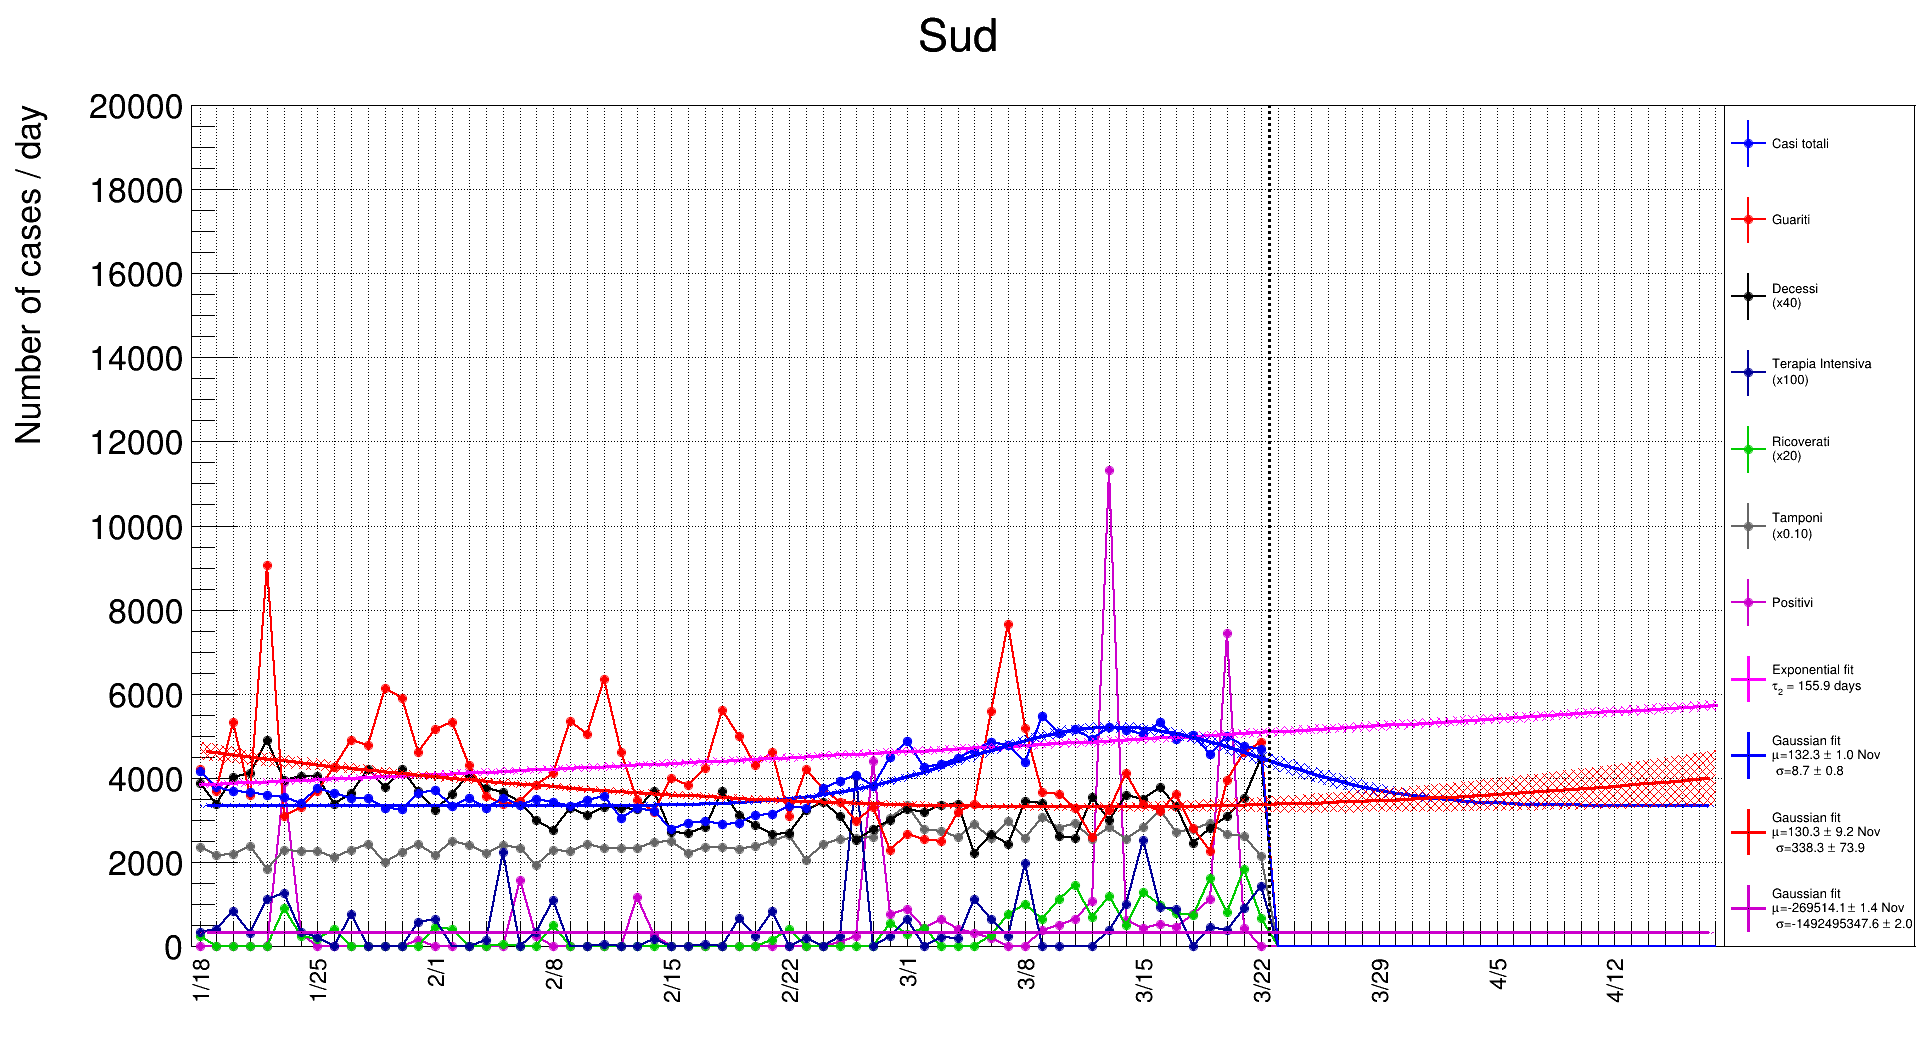 Sud
Number of cases / day
20000
18000
16000
14000
12000
10000
8000
6000
4000
2000
0
1/18
1/25
2/1
2/8
2/15
2/22
3/1
3/8
3/15
3/22
3/29
4/5
4/12
Casi totali
Guariti
Decessi
(x40)
Terapia Intensiva
(x100)
Ricoverati
(x20)
Tamponi
(x0.10)
Positivi
Exponential fit
τ2 = 155.9 days
Gaussian fit
μ=132.3 ± 1.0 Nov
σ=8.7 ± 0.8
Gaussian fit
μ=130.3 ± 9.2 Nov
σ=338.3 ± 73.9
Gaussian fit
μ=-269514.1 ± 1.4 Nov
σ=-1492495347.6 ± 2.0